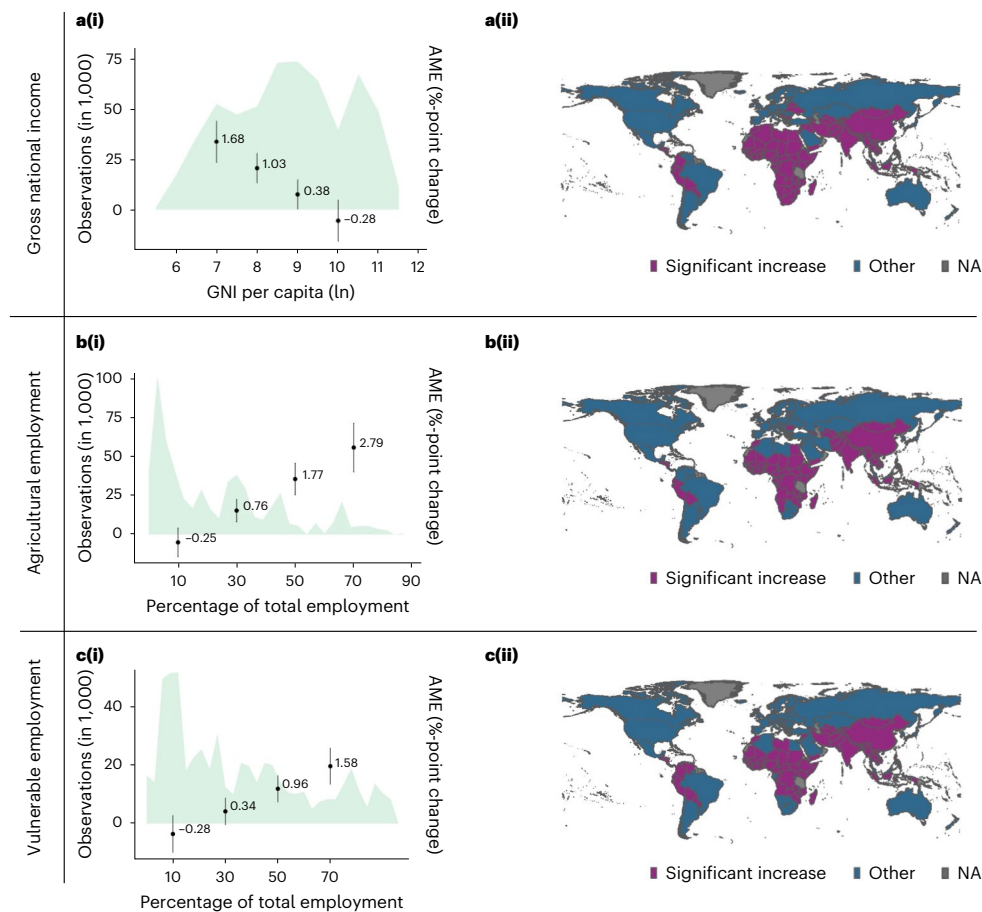 Gross national income
a(i)
Observations (in 1,000)
75
50
25
0
1.68
1.03
0.38
−0.28
AME (%-point change)
6 7 8 9 10 11 12
GNI per capita (ln)
a(ii)
Significant increase Other NA
Agricultural employment
b(i)
Observations (in 1,000)
100
75
50
25
0
−0.25
0.76
1.77
2.79
AME (%-point change)
10 30 50 70 90
Percentage of total employment
b(ii)
Significant increase Other NA
Vulnerable employment
c(i)
Observations (in 1,000)
40
20
0
−0.28
0.34
0.96
1.58
AME (%-point change)
10 30 50 70
Percentage of total employment
c(ii)
Significant increase Other NA